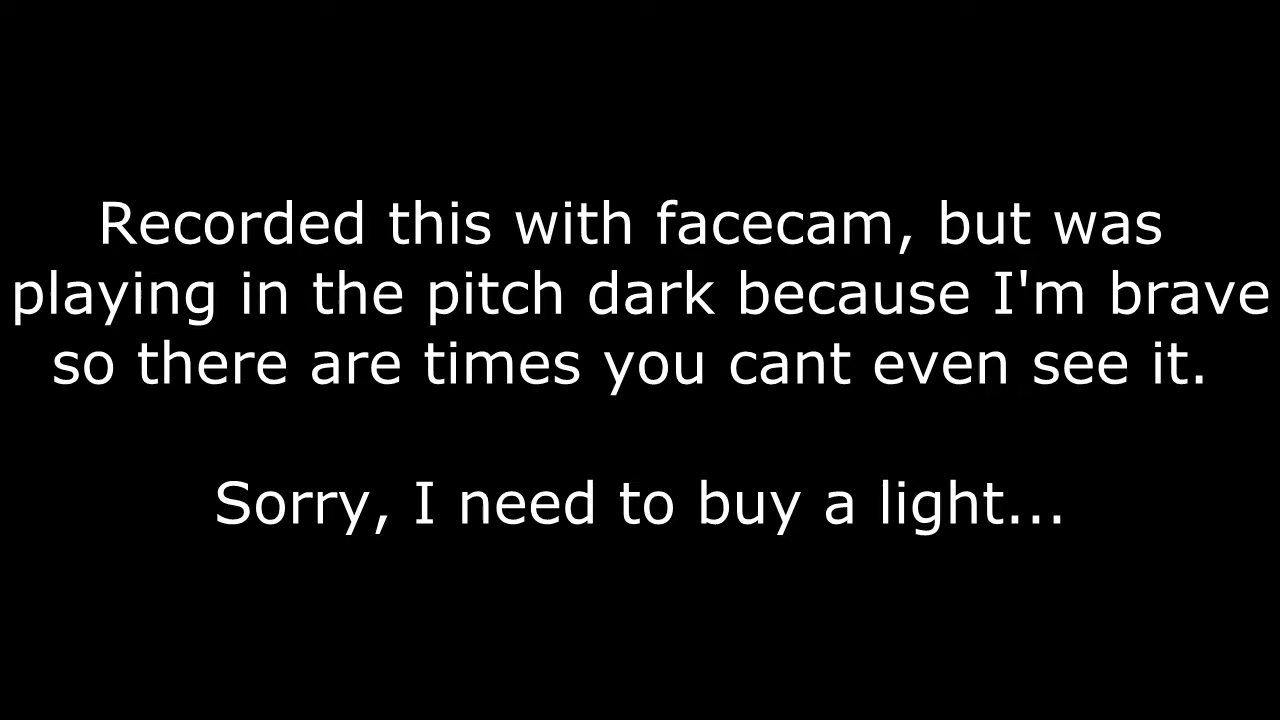 Recorded this with facecam, but was
playing in the pitch dark because I'm brave
so there are times you cant even see it.
Sorry, I need to buy a light...